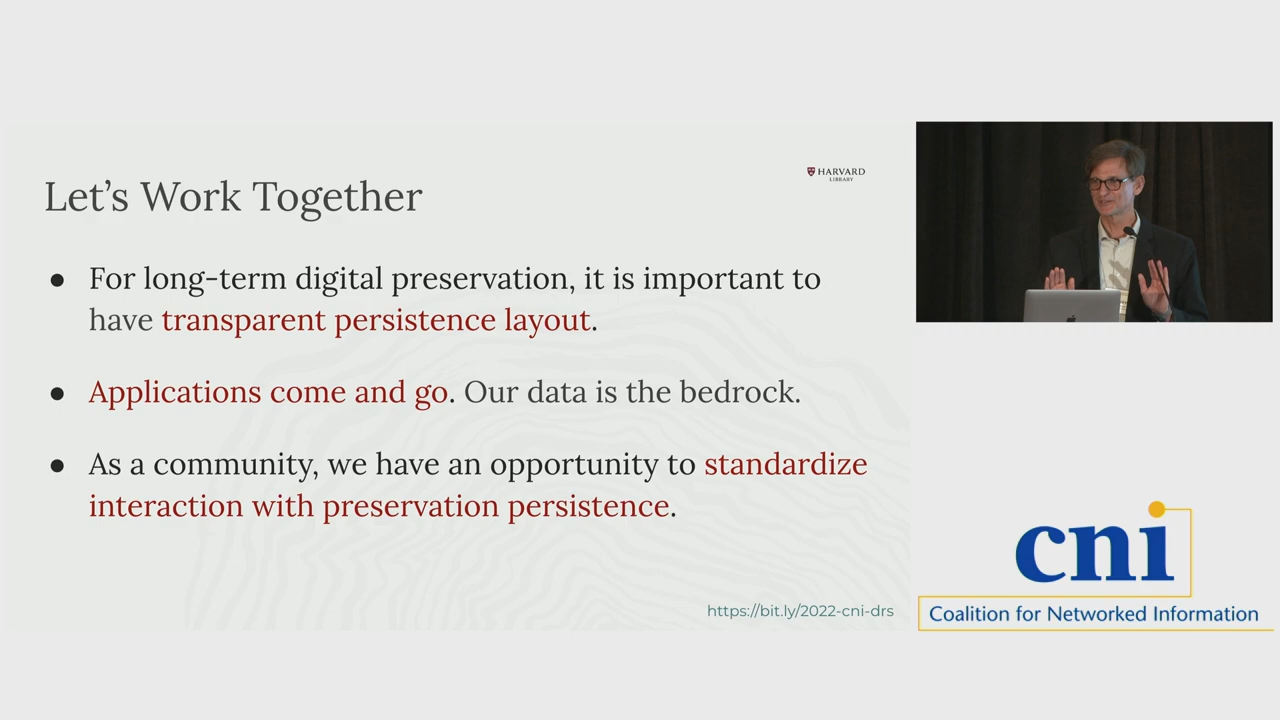 HARVARD
LIBRARY
Let's Work Together
● For long-term digital preservation, it is important to
have transparent persistence layout.
● Applications come and go. Our data is the bedrock.
● As a community, we have an opportunity to standardize
interaction with preservation persistence.
https://bit.ly/2022-cni-drs
cni
Coalition for Networked Information